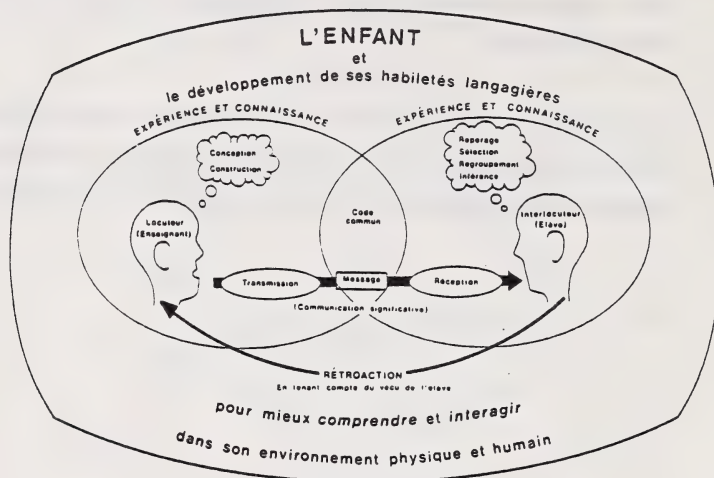 L'ENFANT
et
le développement de ses habiletés langagières
EXPÉRIENCE ET CONNAISSANCE
EXPÉRIENCE ET CONNAISSANCE
Conception
Construction
Repérage
Sélection
Regroupement
Inférence
Code
commun
Locuteur
(Enseignant)
Interlocuteur
(Élève)
Transmission
Message
Réception
(Communication significative)
RÉTROACTION
En tenant compte du vécu de l'élève
pour mieux comprendre et interagir
dans son environnement physique et humain